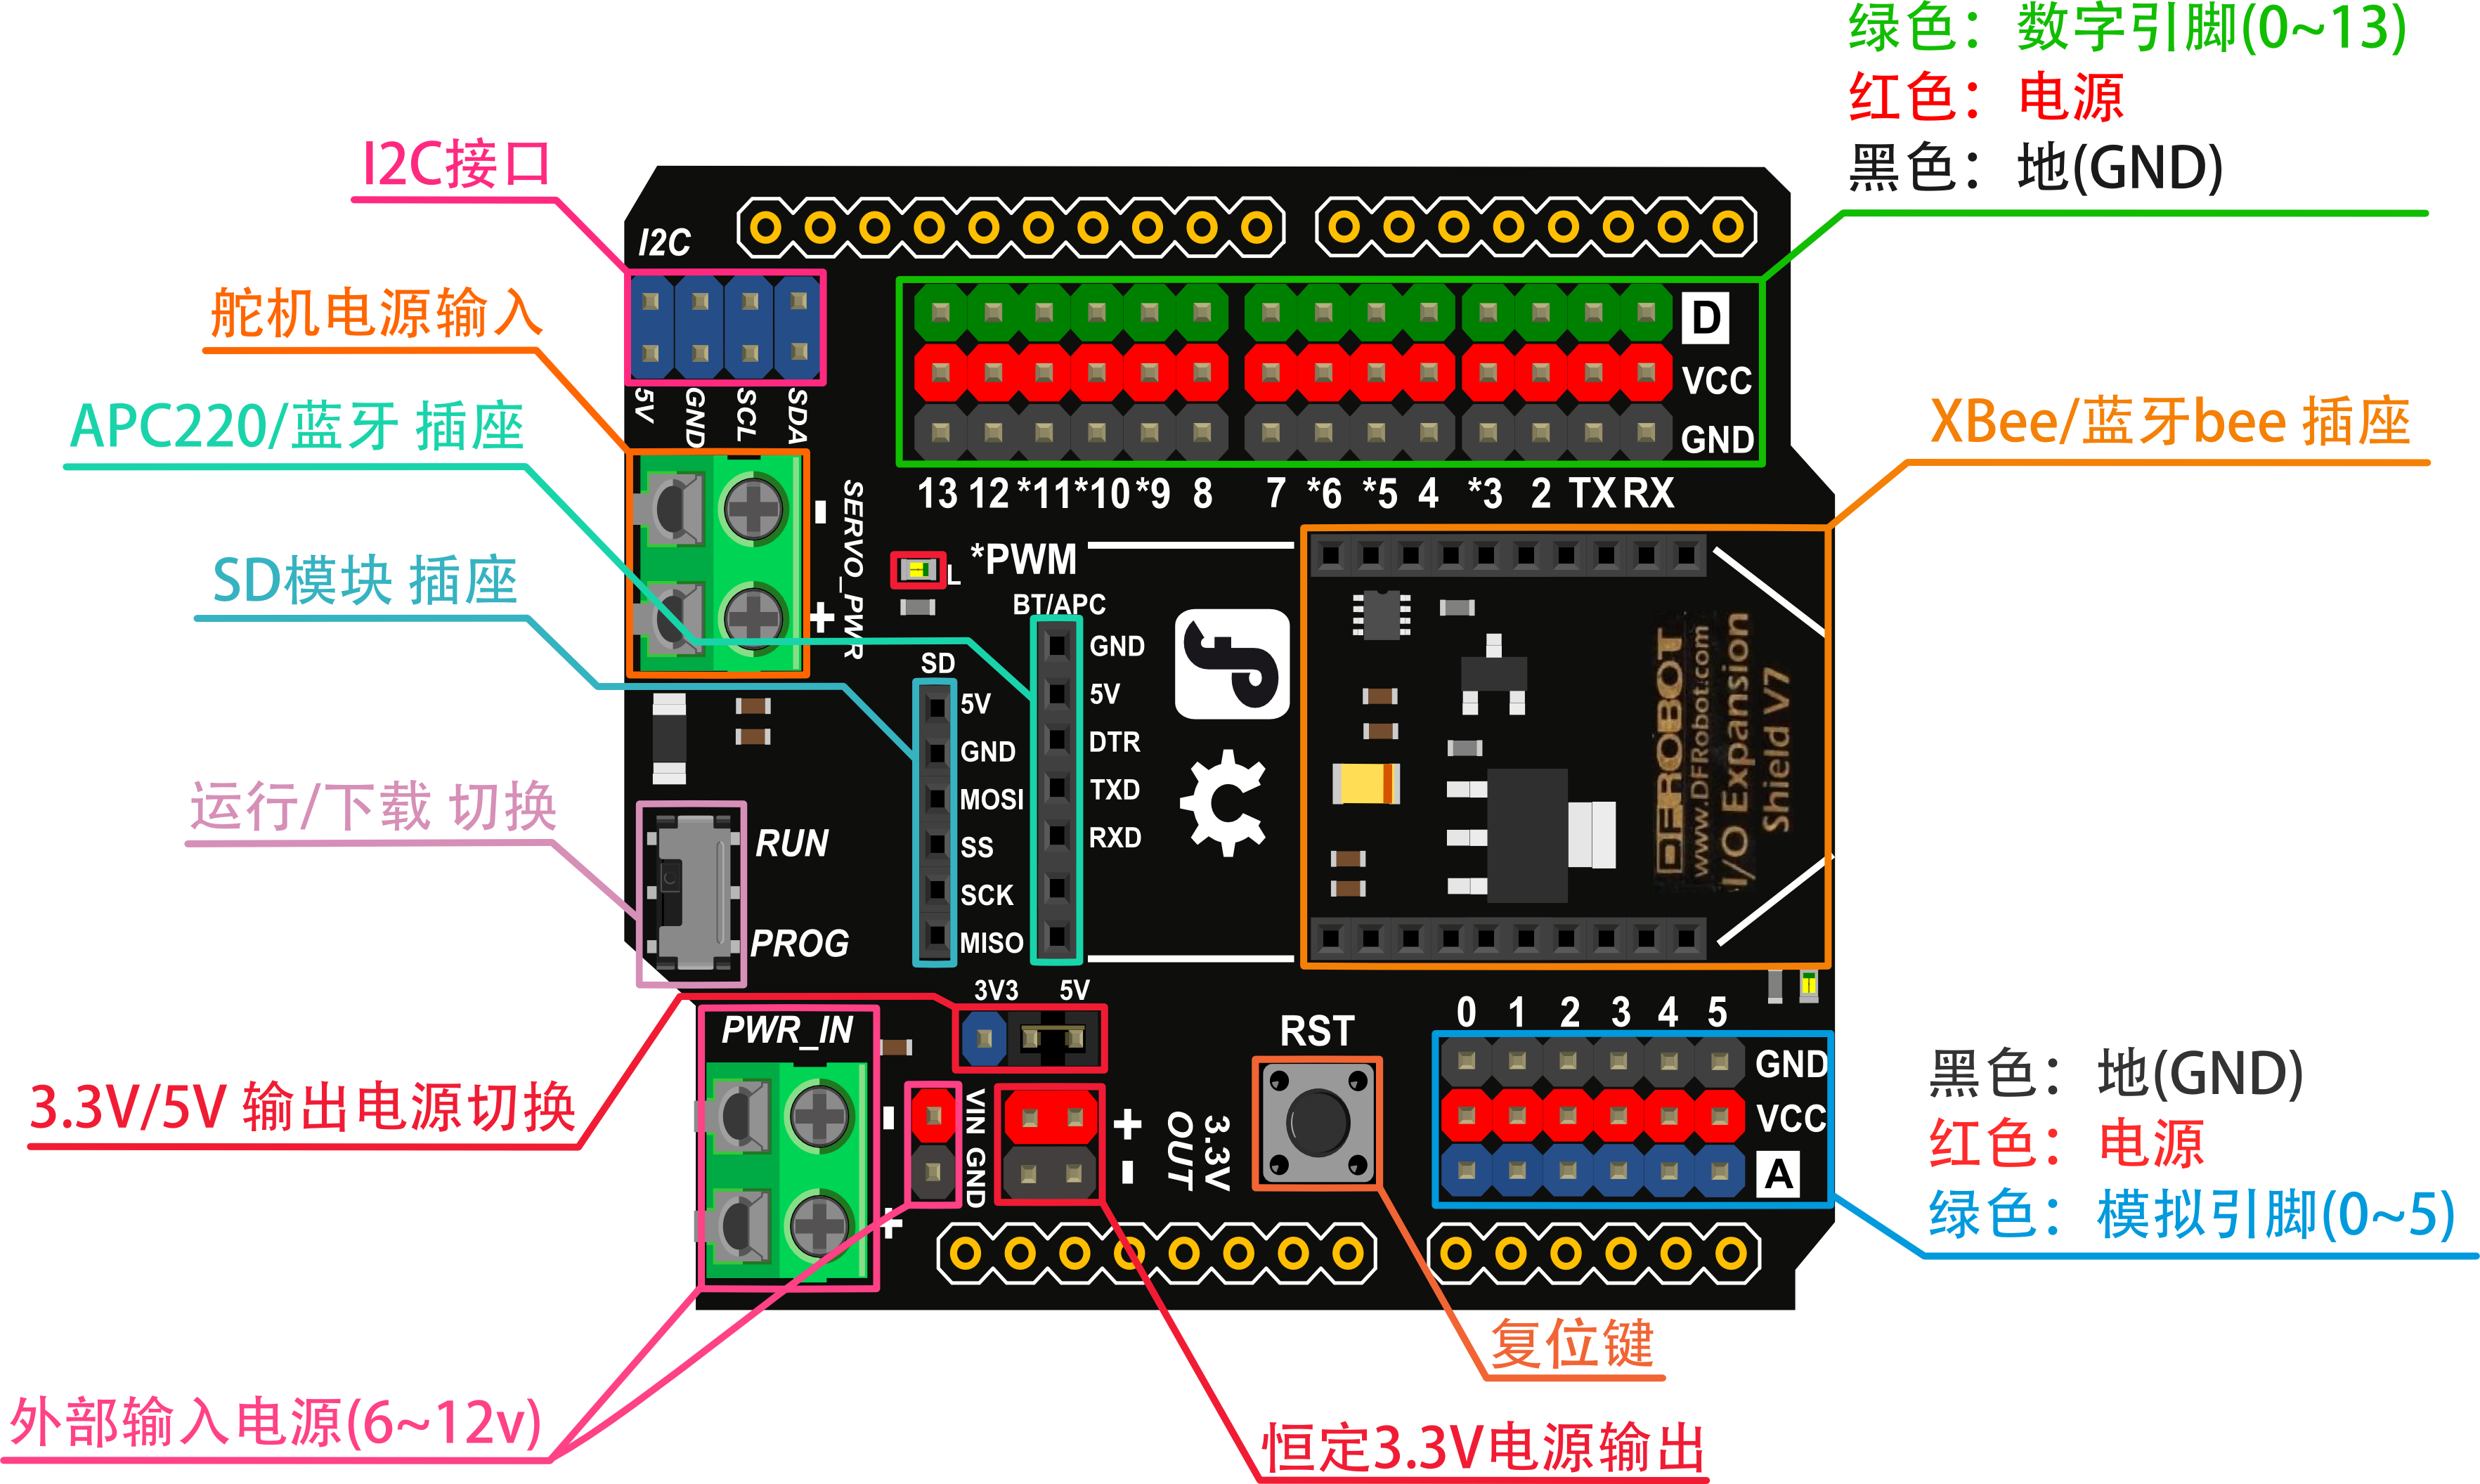 绿色：数字引脚(0~13)
红色：电源
黑色：地(GND)
I2C接口
I2C
舵机电源输入
D
VCC
GND
5V
GND
SCL
SDA
APC220/蓝牙 插座
XBee/蓝牙bee 插座
13 12 *11 *10 *9 8 7 *6 *5 4 *3 2 TX RX
-
+
SERVO_PWR
SD模块 插座
L
*PWM
BT/APC
GND
5V
DTR
TXD
RXD
SD
5V
GND
MOSI
SS
SCK
MISO
DFROBOT
www.DFRobot.com
I/O Expansion
Shield V7
运行/下载 切换
RUN
PROG
3V3 5V
PWR_IN
-
+
VIN GND
+
-
3.3V
OUT
RST
0 1 2 3 4 5
GND
VCC
A
3.3V/5V 输出电源切换
黑色：地(GND)
红色：电源
绿色：模拟引脚(0~5)
复位键
外部输入电源(6~12v)
恒定3.3V电源输出